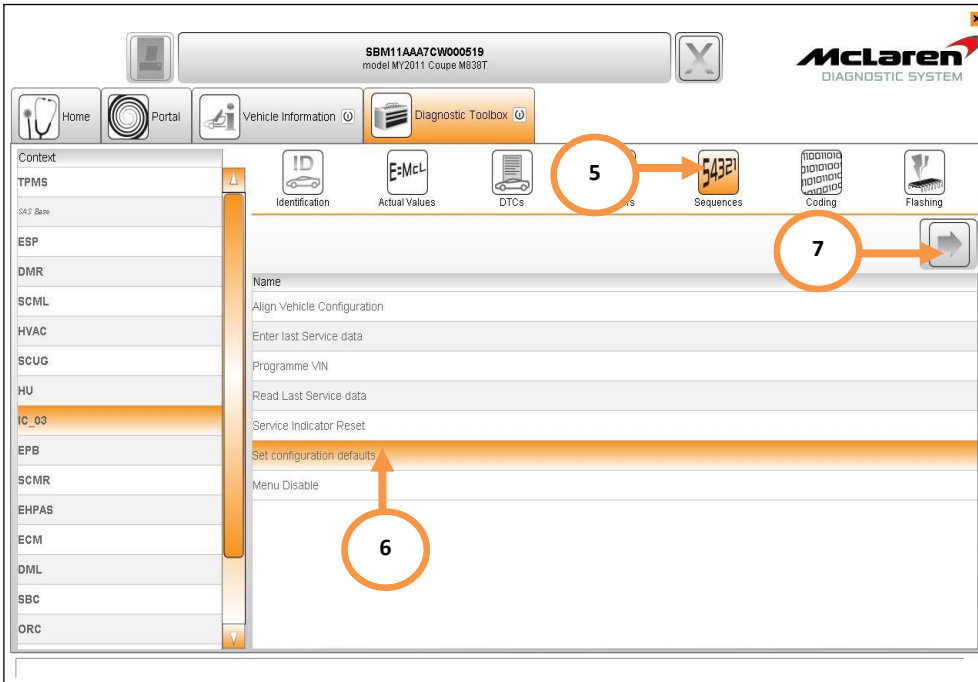 SBM11AAA7CW000519
model MY2011 Coupe M838T
McLaren
DIAGNOSTIC SYSTEM
Home
Portal
Vehicle Information
Diagnostic Toolbox
Context
TPMS
SAS Base
ESP
DMR
SCML
HVAC
SCUG
HU
IC_03
EPB
SCMR
EHPAS
ECM
DML
SBC
ORC
ID
E=McL
54321
Identification
Actual Values
DTCs
Sequences
Coding
Flashing
5
7
Name
Align Vehicle Configuration
Enter last Service data
Programme VIN
Read Last Service data
Service Indicator Reset
Set configuration defaults
Menu Disable
6